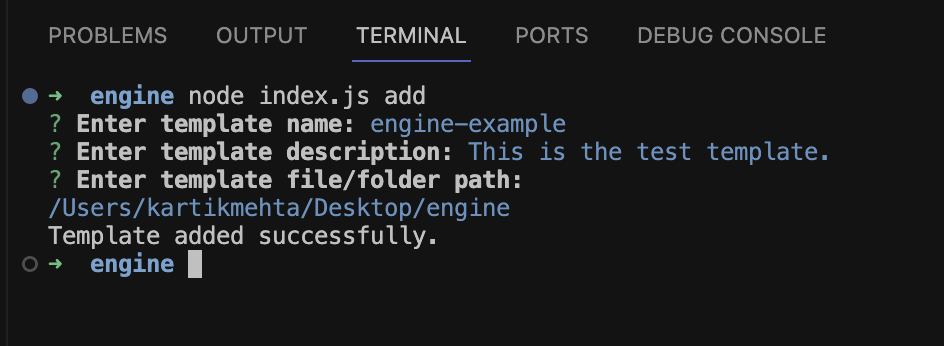 PROBLEMS OUTPUT TERMINAL PORTS DEBUG CONSOLE
➜ engine node index.js add
? Enter template name: engine-example
? Enter template description: This is the test template.
? Enter template file/folder path:
/Users/kartikmehta/Desktop/engine
Template added successfully.
➜ engine